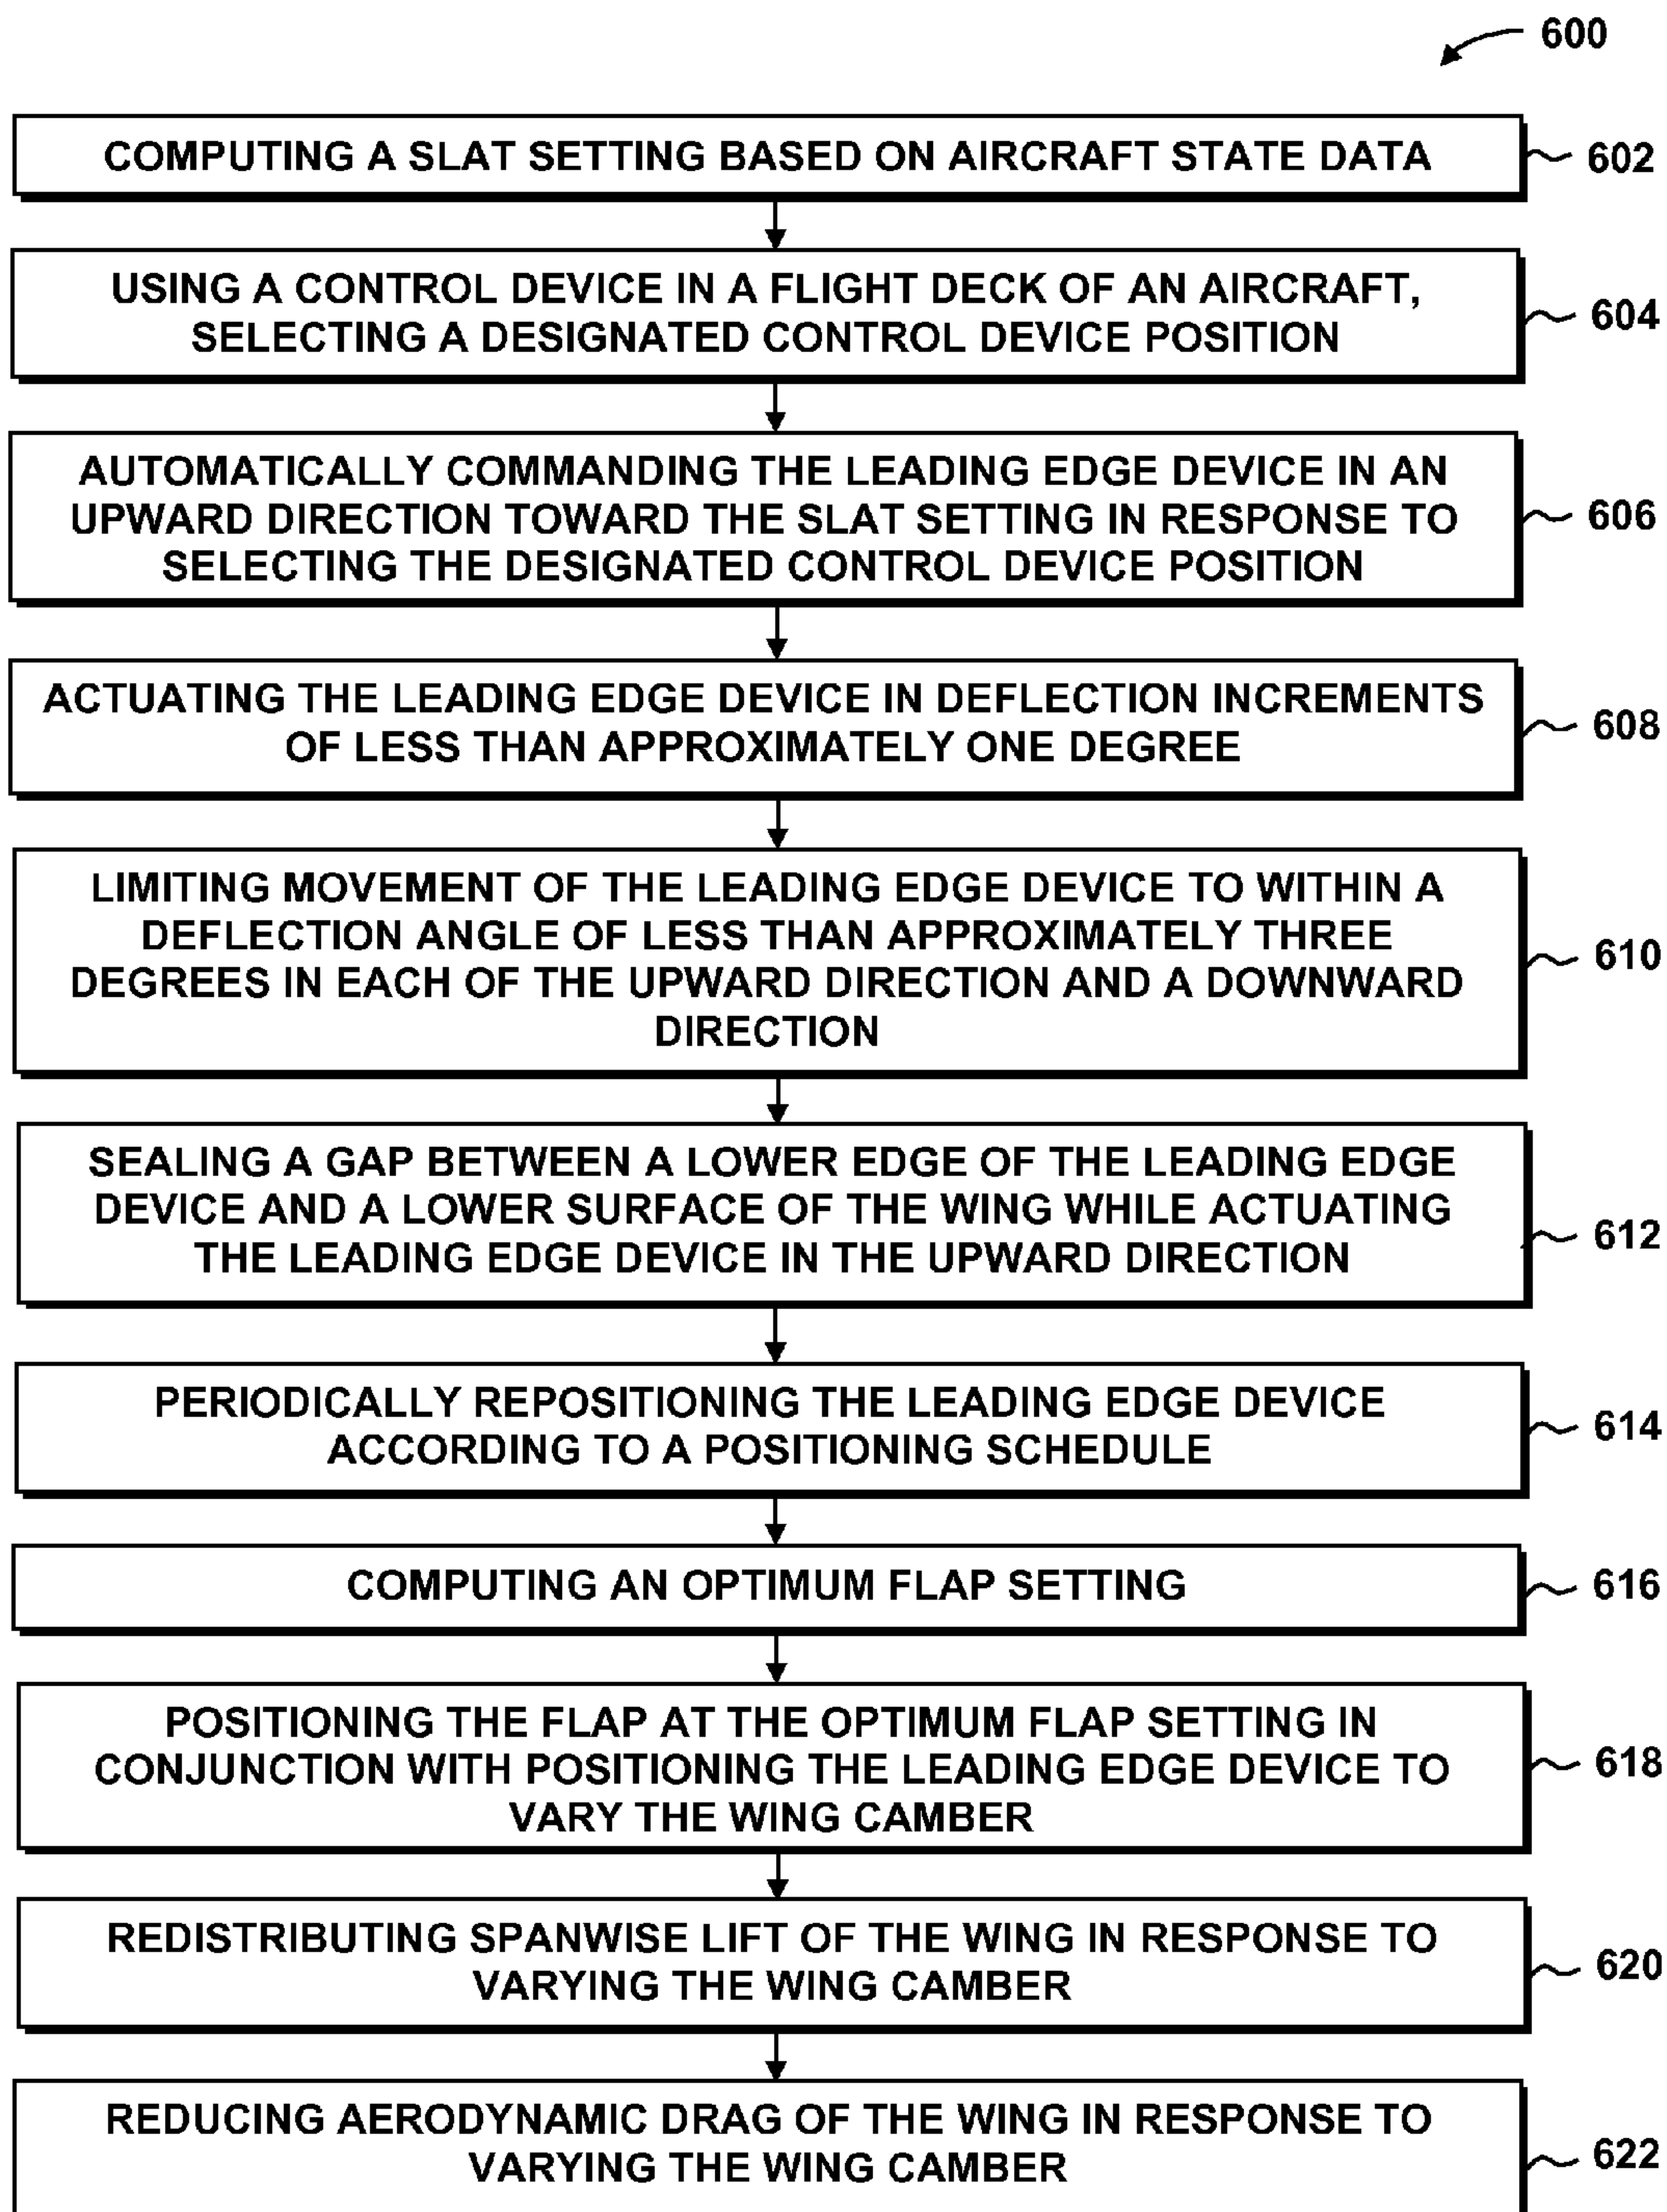 600
COMPUTING A SLAT SETTING BASED ON AIRCRAFT STATE DATA
602
USING A CONTROL DEVICE IN A FLIGHT DECK OF AN AIRCRAFT,
SELECTING A DESIGNATED CONTROL DEVICE POSITION
604
AUTOMATICALLY COMMANDING THE LEADING EDGE DEVICE IN AN
UPWARD DIRECTION TOWARD THE SLAT SETTING IN RESPONSE TO
SELECTING THE DESIGNATED CONTROL DEVICE POSITION
606
ACTUATING THE LEADING EDGE DEVICE IN DEFLECTION INCREMENTS
OF LESS THAN APPROXIMATELY ONE DEGREE
608
LIMITING MOVEMENT OF THE LEADING EDGE DEVICE TO WITHIN A
DEFLECTION ANGLE OF LESS THAN APPROXIMATELY THREE
DEGREES IN EACH OF THE UPWARD DIRECTION AND A DOWNWARD
DIRECTION
610
SEALING A GAP BETWEEN A LOWER EDGE OF THE LEADING EDGE
DEVICE AND A LOWER SURFACE OF THE WING WHILE ACTUATING
THE LEADING EDGE DEVICE IN THE UPWARD DIRECTION
612
PERIODICALLY REPOSITIONING THE LEADING EDGE DEVICE
ACCORDING TO A POSITIONING SCHEDULE
614
COMPUTING AN OPTIMUM FLAP SETTING
616
POSITIONING THE FLAP AT THE OPTIMUM FLAP SETTING IN
CONJUNCTION WITH POSITIONING THE LEADING EDGE DEVICE TO
VARY THE WING CAMBER
618
REDISTRIBUTING SPANWISE LIFT OF THE WING IN RESPONSE TO
VARYING THE WING CAMBER
620
REDUCING AERODYNAMIC DRAG OF THE WING IN RESPONSE TO
VARYING THE WING CAMBER
622